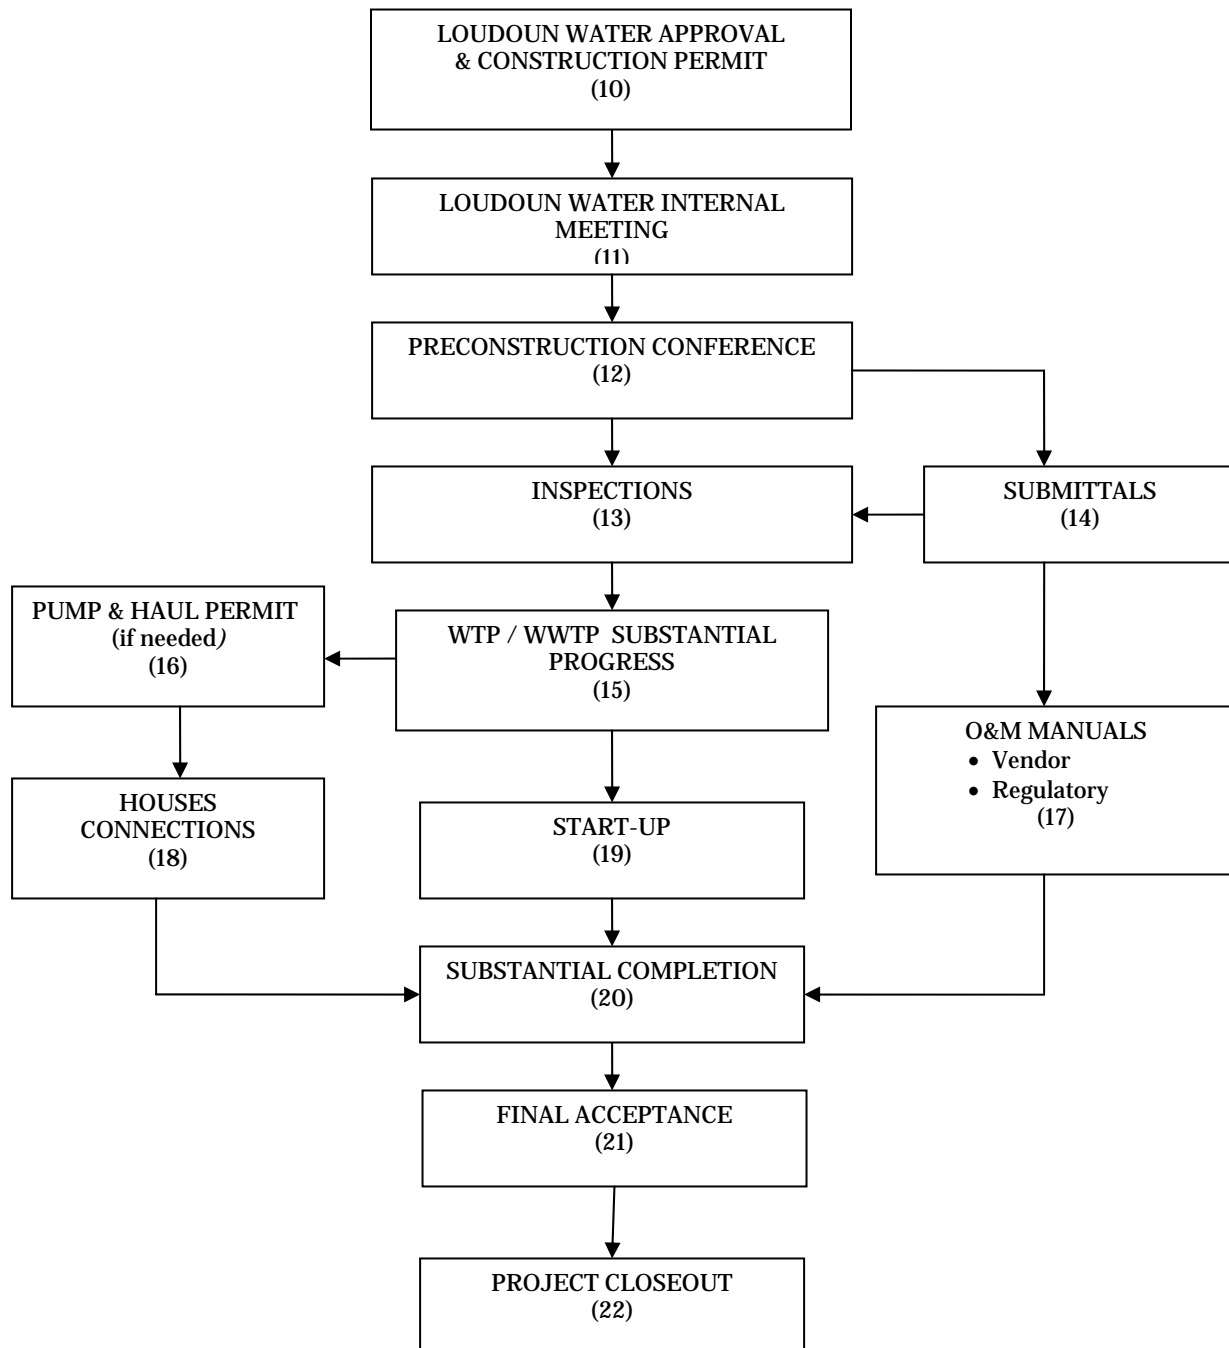 LOUDOUN WATER APPROVAL
& CONSTRUCTION PERMIT
(10)
LOUDOUN WATER INTERNAL
MEETING
(11)
PRECONSTRUCTION CONFERENCE
(12)
INSPECTIONS
(13)
SUBMITTALS
(14)
PUMP & HAUL PERMIT
(if needed)
(16)
WTP / WWTP SUBSTANTIAL
PROGRESS
(15)
O&M MANUALS
• Vendor
• Regulatory
(17)
HOUSES
CONNECTIONS
(18)
START-UP
(19)
SUBSTANTIAL COMPLETION
(20)
FINAL ACCEPTANCE
(21)
PROJECT CLOSEOUT
(22)